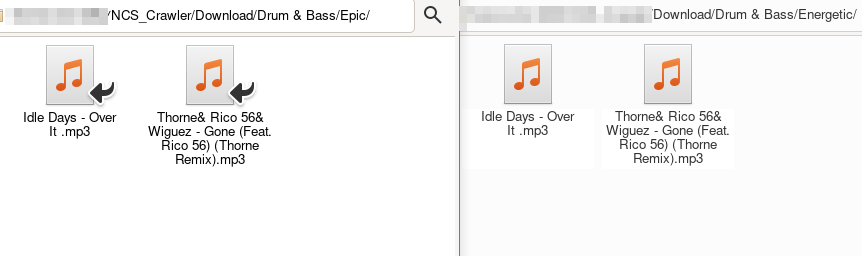 /NCS_Crawler/Download/Drum & Bass/Epic/
/Download/Drum & Bass/Energetic/
Idle Days - Over
It .mp3
Thorne& Rico 56&
Wiguez - Gone (Feat.
Rico 56) (Thorne
Remix).mp3
Idle Days - Over
It .mp3
Thorne& Rico 56&
Wiguez - Gone (Feat.
Rico 56) (Thorne
Remix).mp3